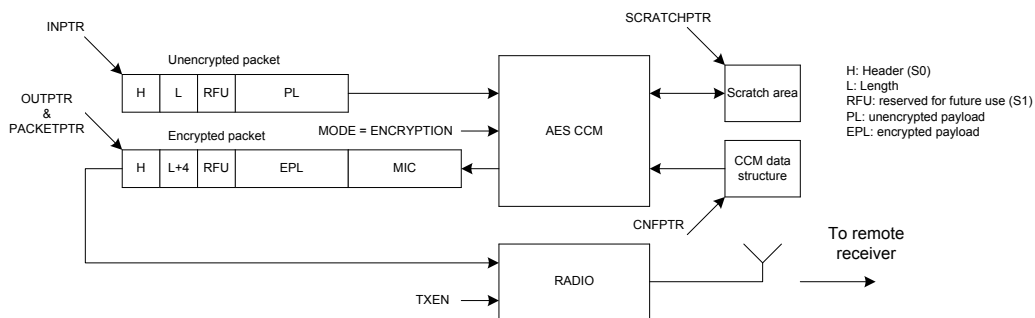 SCRATCHPTR
INPTR
Unencrypted packet
H L RFU PL
OUTPTR
&
PACKETPTR
Encrypted packet
H L+4 RFU EPL MIC
MODE = ENCRYPTION
AES CCM
Scratch area
CCM data
structure
CNFPTR
H: Header (S0)
L: Length
RFU: reserved for future use (S1)
PL: unencrypted payload
EPL: encrypted payload
RADIO
TXEN
To remote
receiver